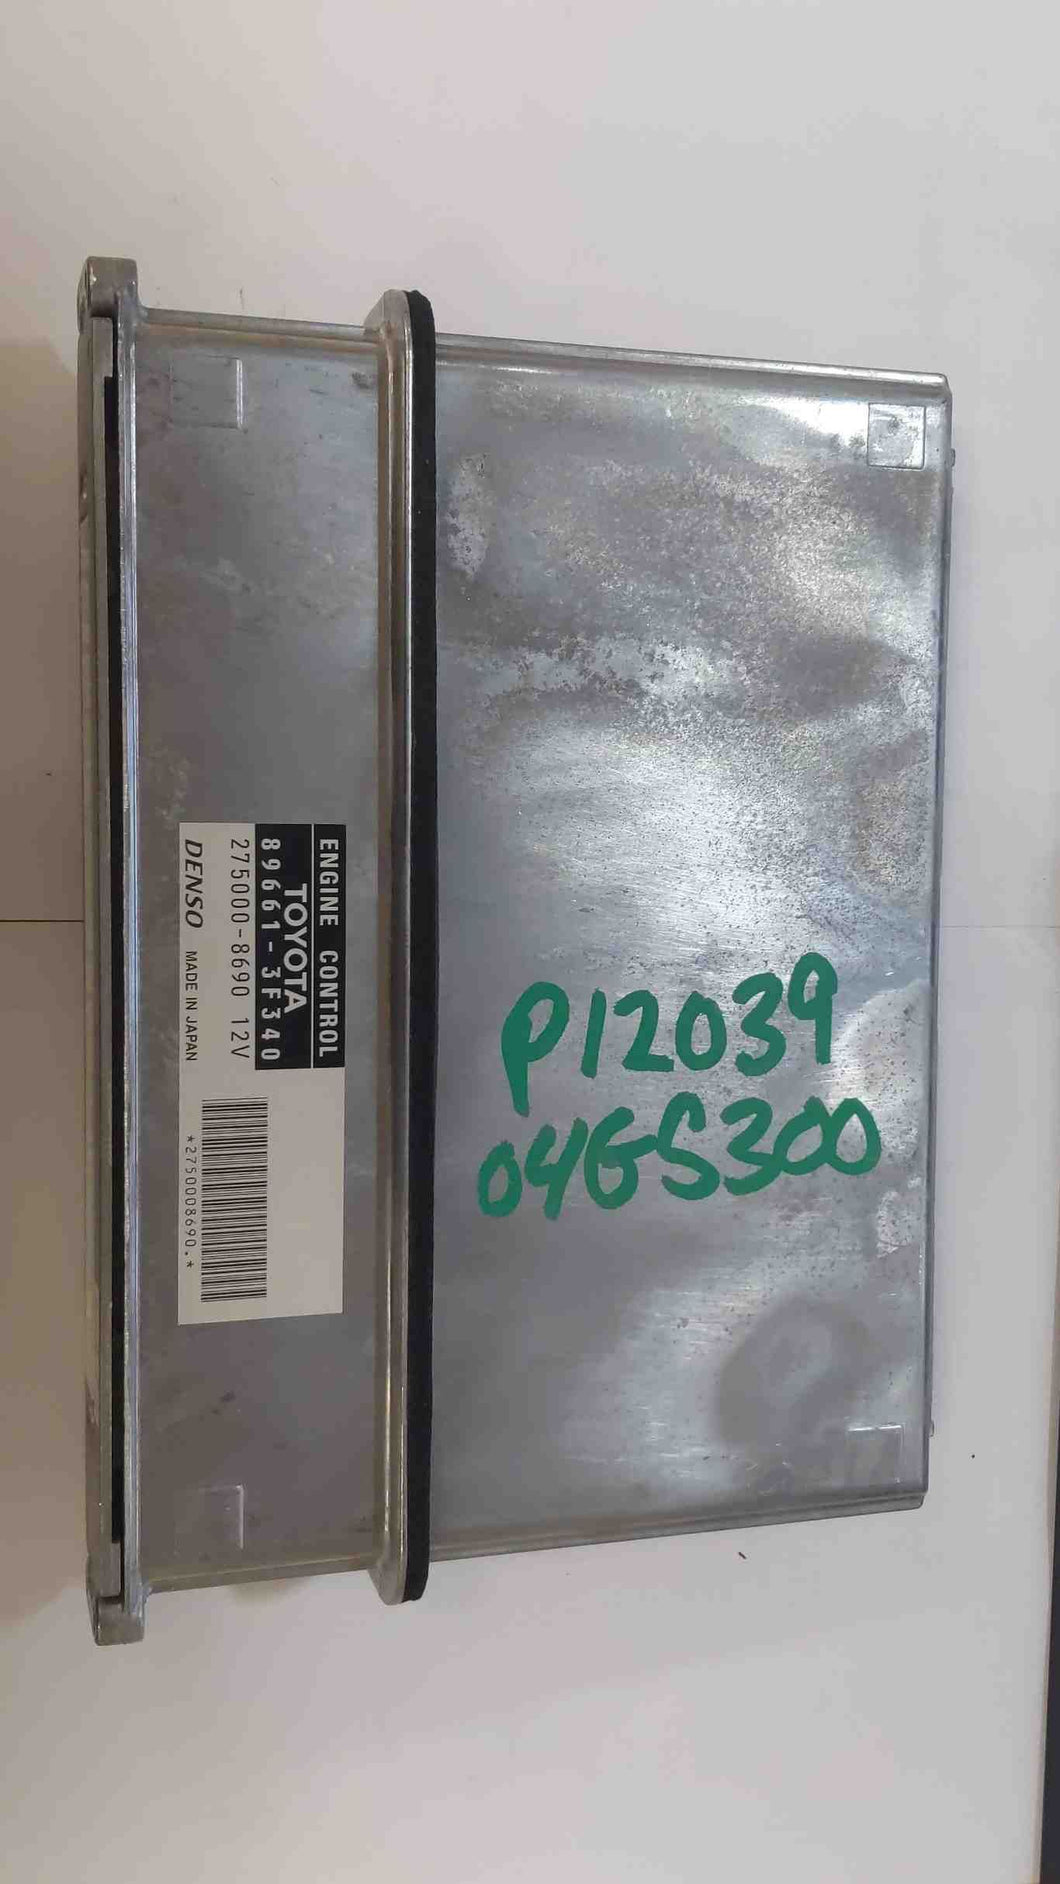 ENGINE CONTROL
TOYOTA
89661-3F340
275000-8690 12V
DENSO MADE IN JAPAN
*2750008690.*
P12039
04GS300